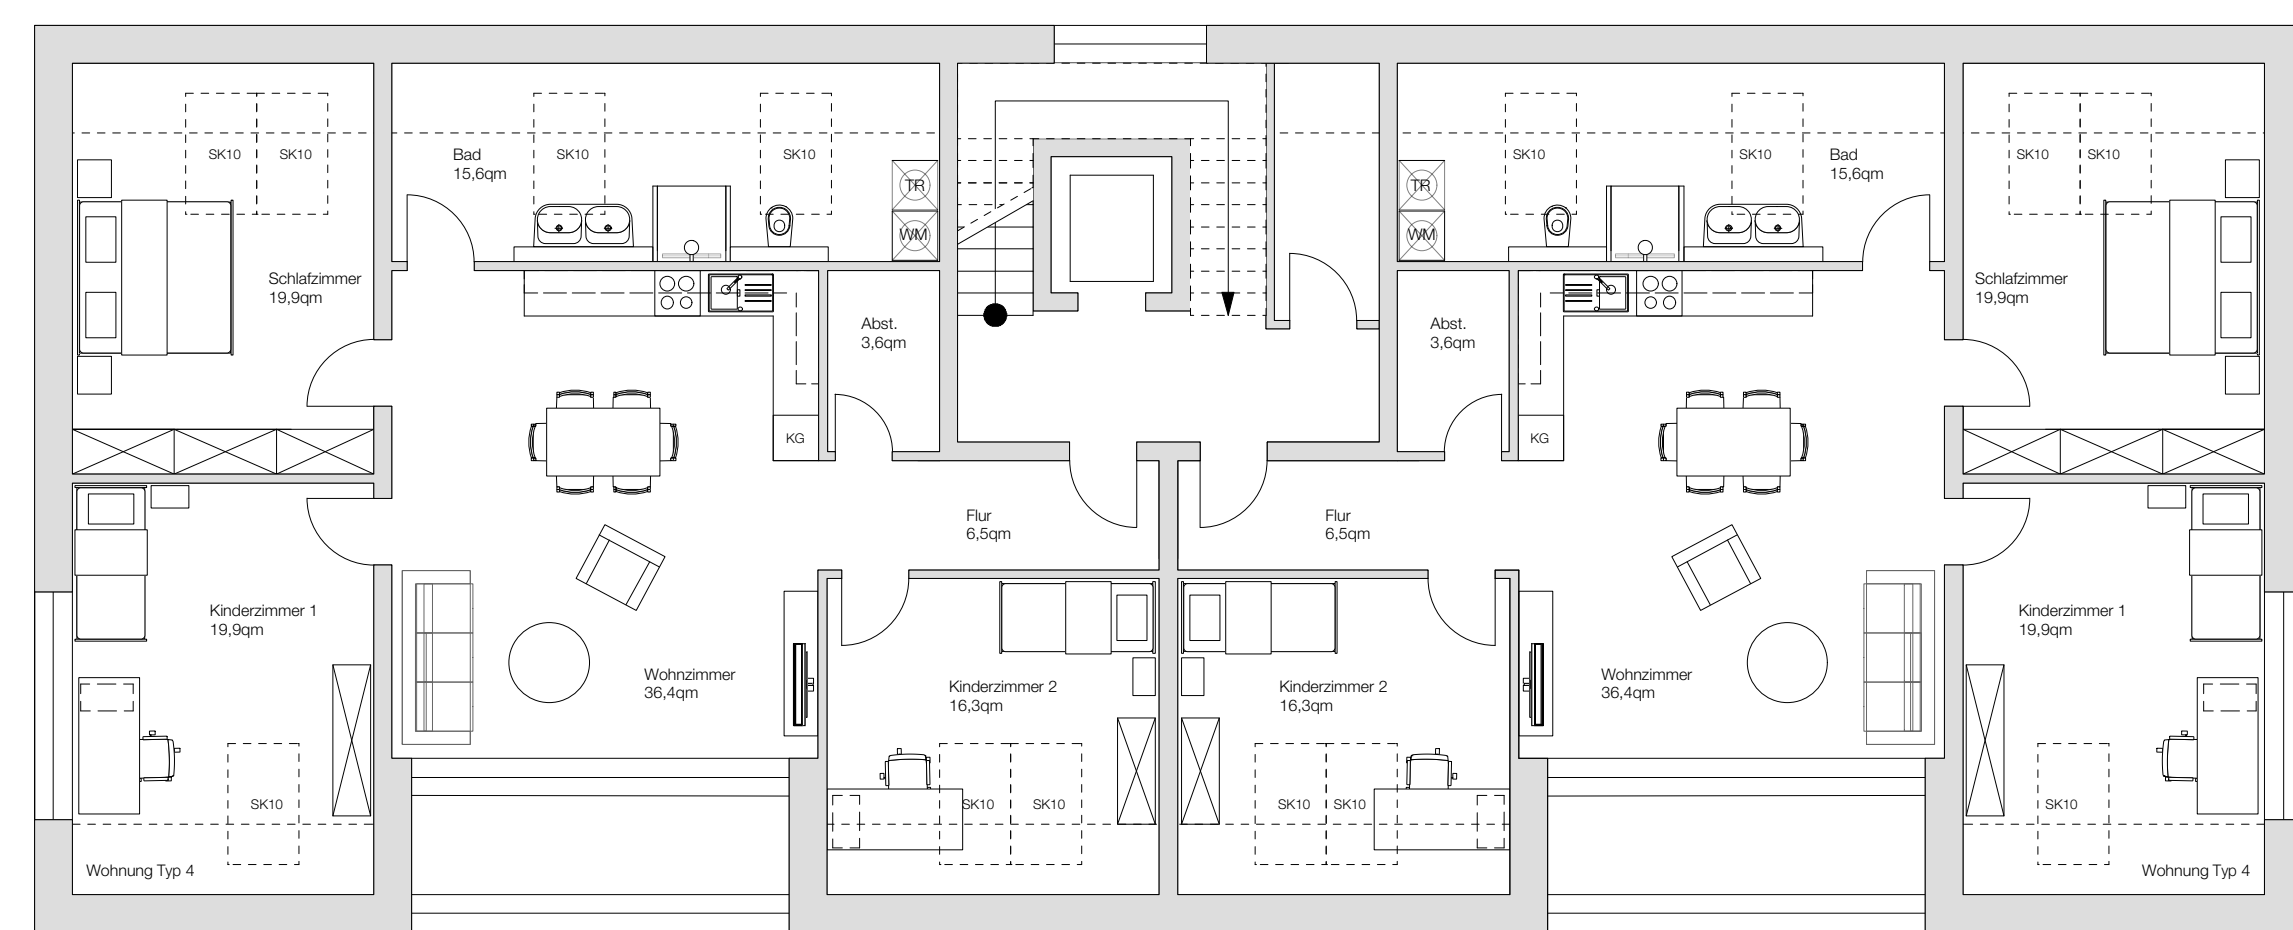 SK10 SK10
Bad
15,6qm
SK10
SK10
TR
WM
Schlafzimmer
19,9qm
Abst.
3,6qm
KG
Flur
6,5qm
Kinderzimmer 1
19,9qm
Wohnzimmer
36,4qm
Kinderzimmer 2
16,3qm
SK10
SK10 SK10
Wohnung Typ 4
TR
WM
SK10
SK10
Bad
15,6qm
SK10 SK10
Schlafzimmer
19,9qm
Abst.
3,6qm
KG
Flur
6,5qm
Kinderzimmer 1
19,9qm
Wohnzimmer
36,4qm
Kinderzimmer 2
16,3qm
SK10 SK10
SK10
Wohnung Typ 4